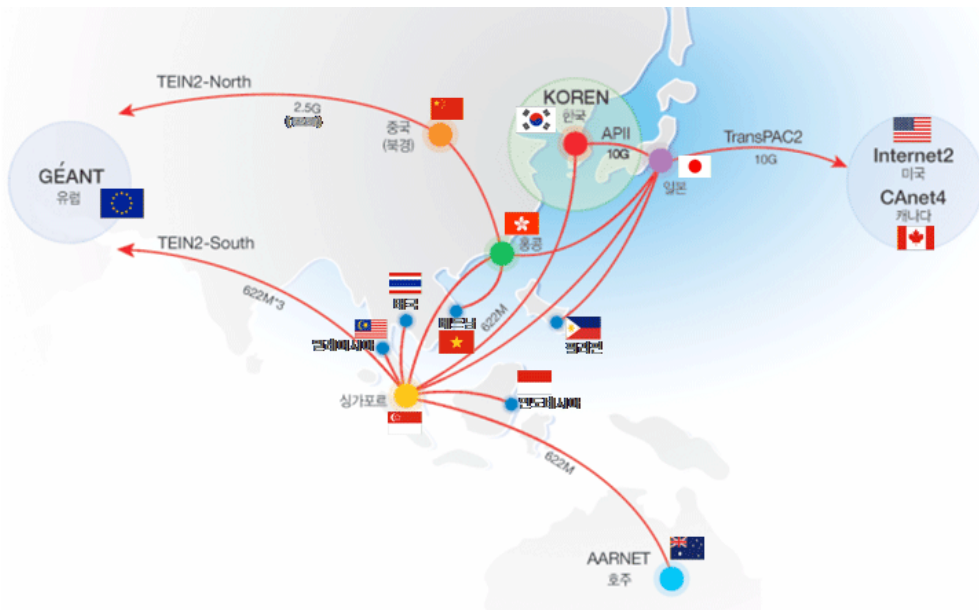 TEIN2-North
2.5G
중국
(북경)
KOREN
한국
APII
10G
TransPAC2
10G
Internet2
미국
CAnet4
캐나다
GÉANT
유럽
일본
홍콩
TEIN2-South
622M*3
태국
622M
싱가포르
622M
AARNET
호주